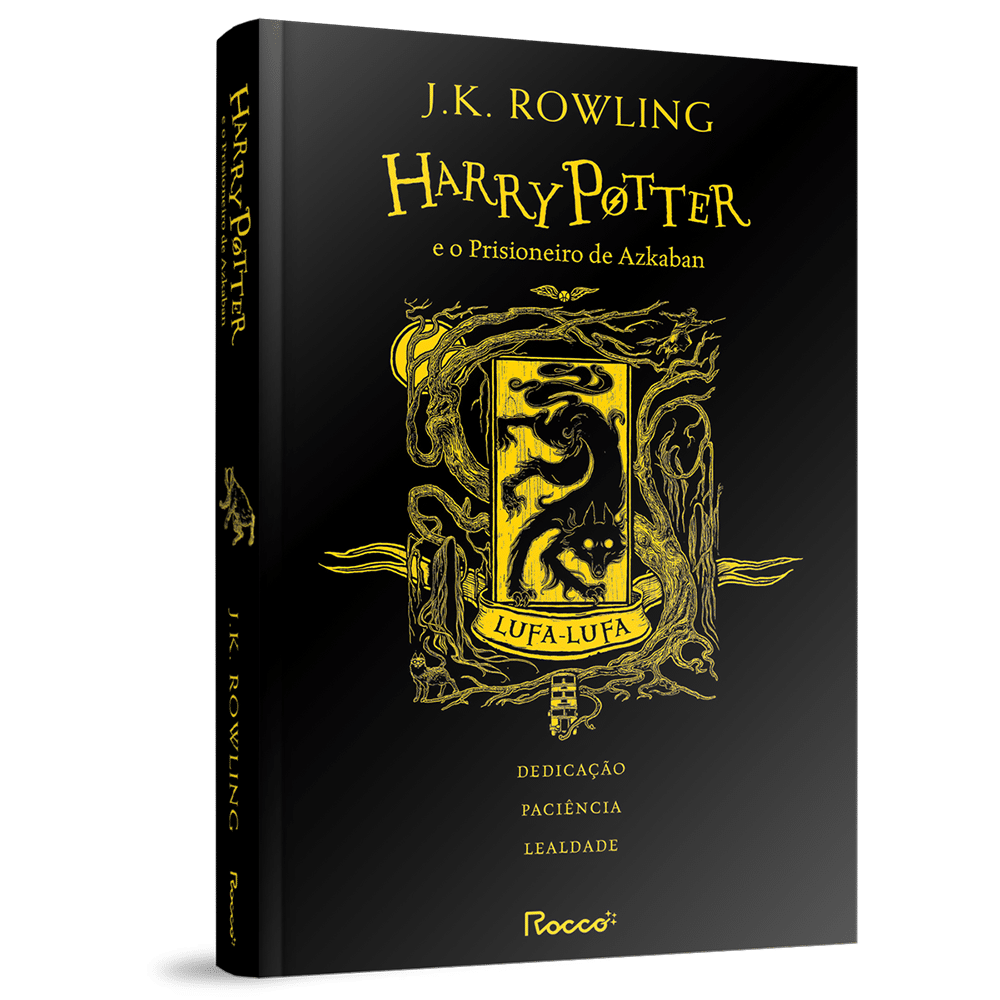 J.K. ROWLING
HARRY POTTER
e o Prisioneiro de Azkaban
LUFA-LUFA
DEDICAÇÃO
PACIÊNCIA
LEALDADE
Rocco
HARRY POTTER
e o Prisioneiro de Azkaban
J.K. ROWLING
Rocco